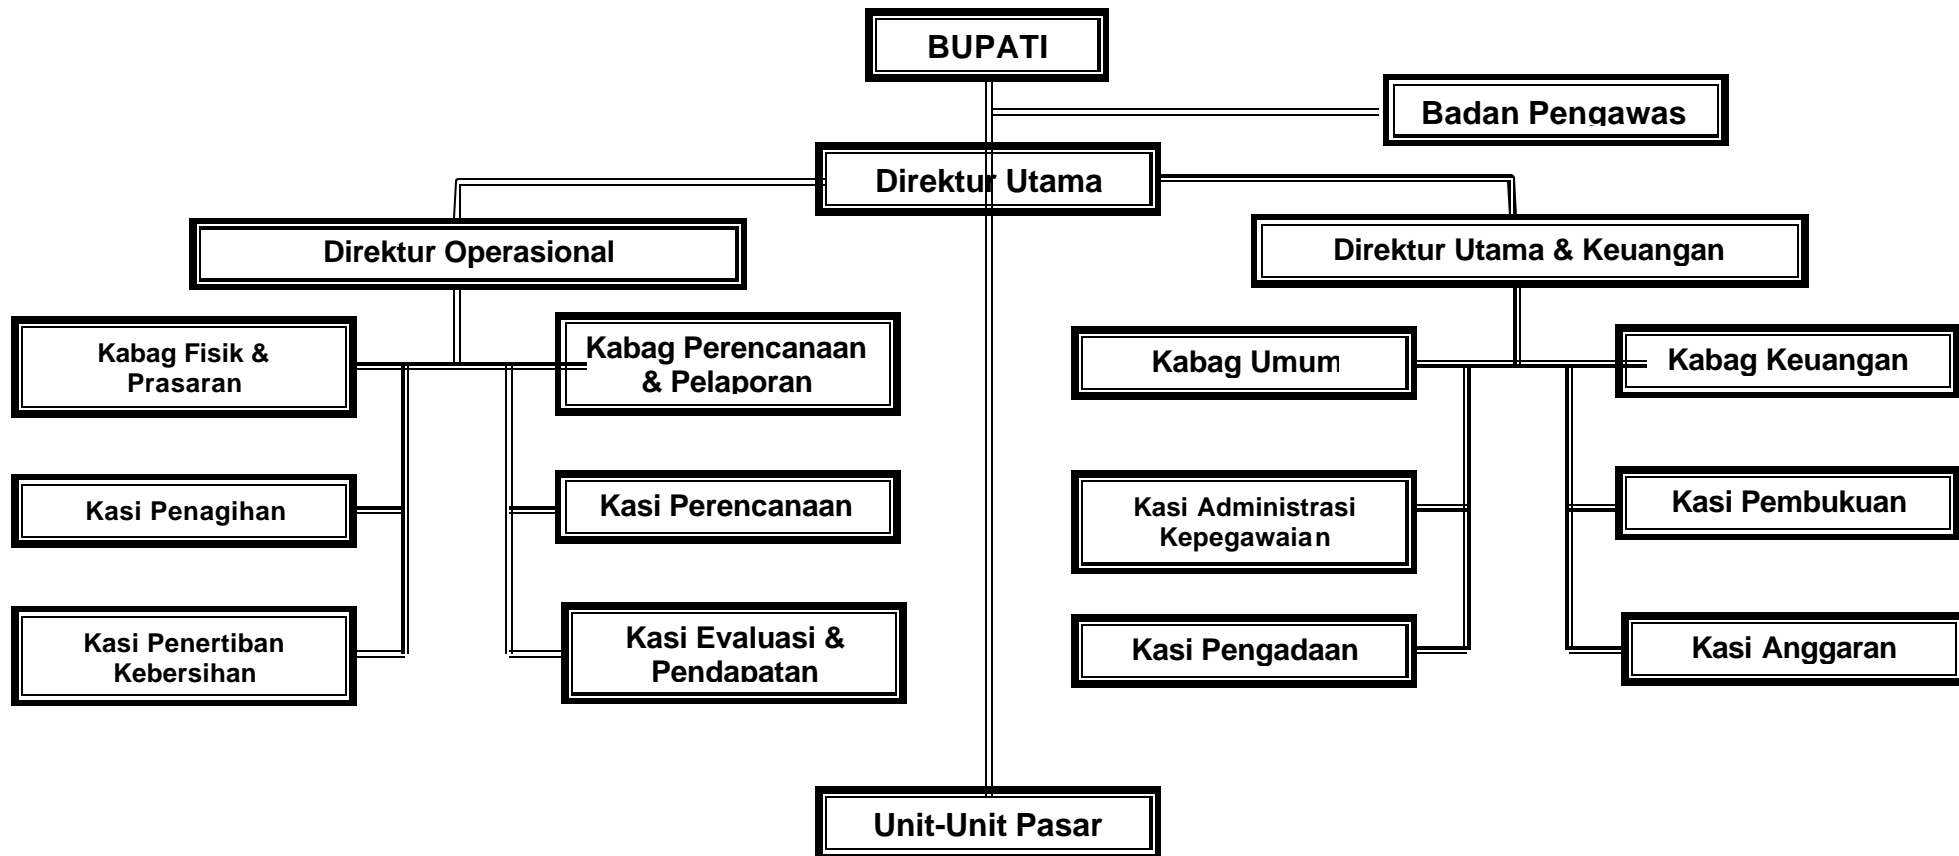 BUPATI
Badan Pengawas
Direktur Utama
Direktur Operasional
Direktur Utama & Keuangan
Kabag Fisik &
Prasaran
Kabag Perencanaan
& Pelaporan
Kabag Umum
Kabag Keuangan
Kasi Penagihan
Kasi Perencanaan
Kasi Administrasi
Kepegawaian
Kasi Pembukuan
Kasi Penertiban
Kebersihan
Kasi Evaluasi &
Pendapatan
Kasi Pengadaan
Kasi Anggaran
Unit-Unit Pasar